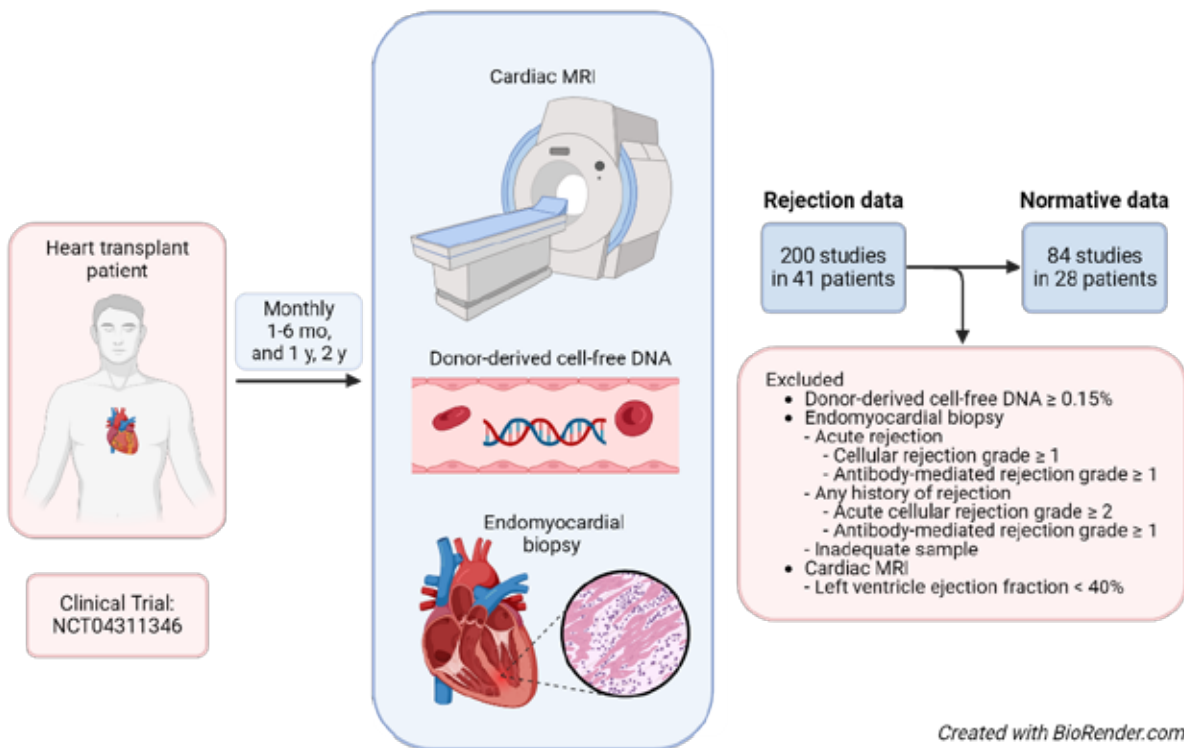 Heart transplant
patient
Clinical Trial:
NCT04311346
Monthly
1-6 mo,
and 1 y, 2 y
Cardiac MRI
Donor-derived cell-free DNA
Endomyocardial
biopsy
Rejection data
200 studies
in 41 patients
Normative data
84 studies
in 28 patients
Excluded
• Donor-derived cell-free DNA ≥ 0.15%
• Endomyocardial biopsy
- Acute rejection
- Cellular rejection grade ≥ 1
- Antibody-mediated rejection grade ≥ 1
- Any history of rejection
- Acute cellular rejection grade ≥ 2
- Antibody-mediated rejection grade ≥ 1
- Inadequate sample
• Cardiac MRI
- Left ventricle ejection fraction < 40%
Created with BioRender.com